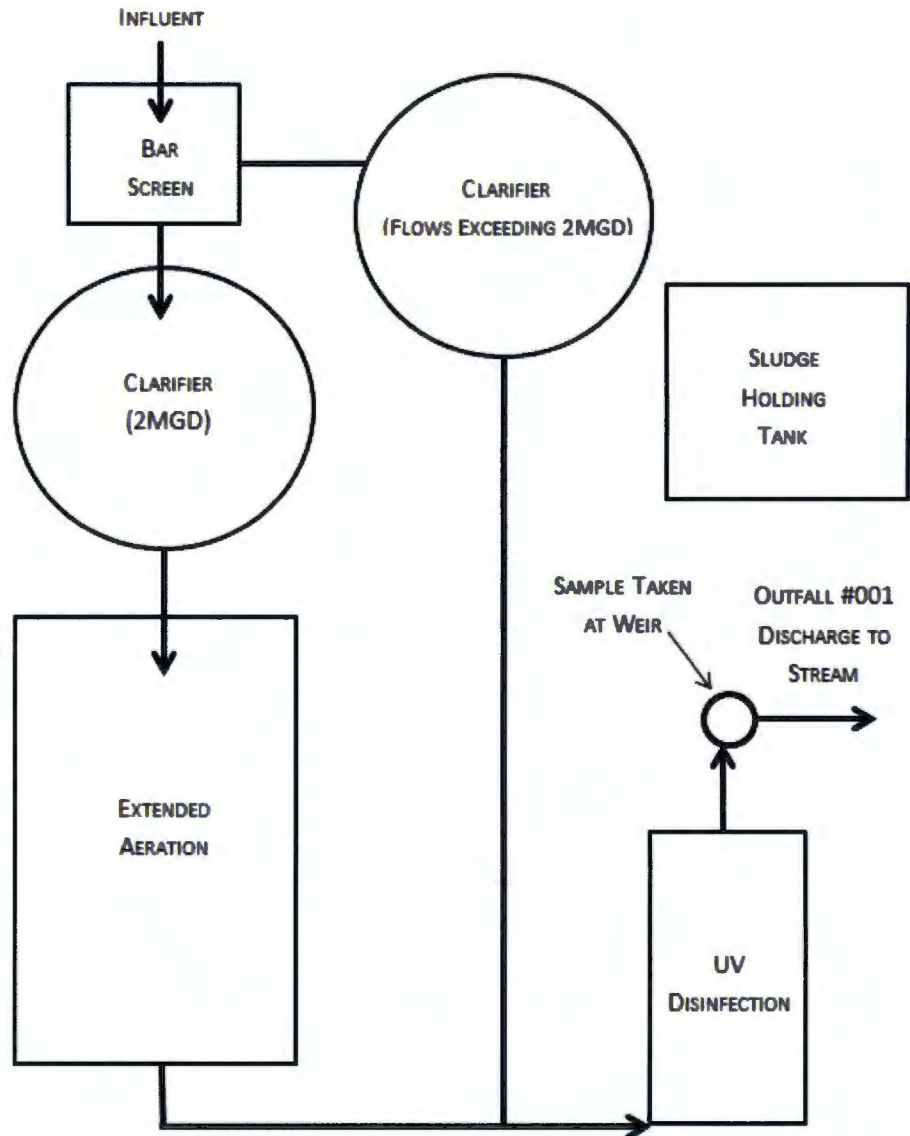 INFLUENT
BAR
SCREEN
CLARIFIER
(FLOWS EXCEEDING 2MGD)
CLARIFIER
(2MGD)
SLUDGE
HOLDING
TANK
SAMPLE TAKEN
AT WEIR
OUTFALL #001
DISCHARGE TO
STREAM
EXTENDED
AERATION
UV
DISINFECTION